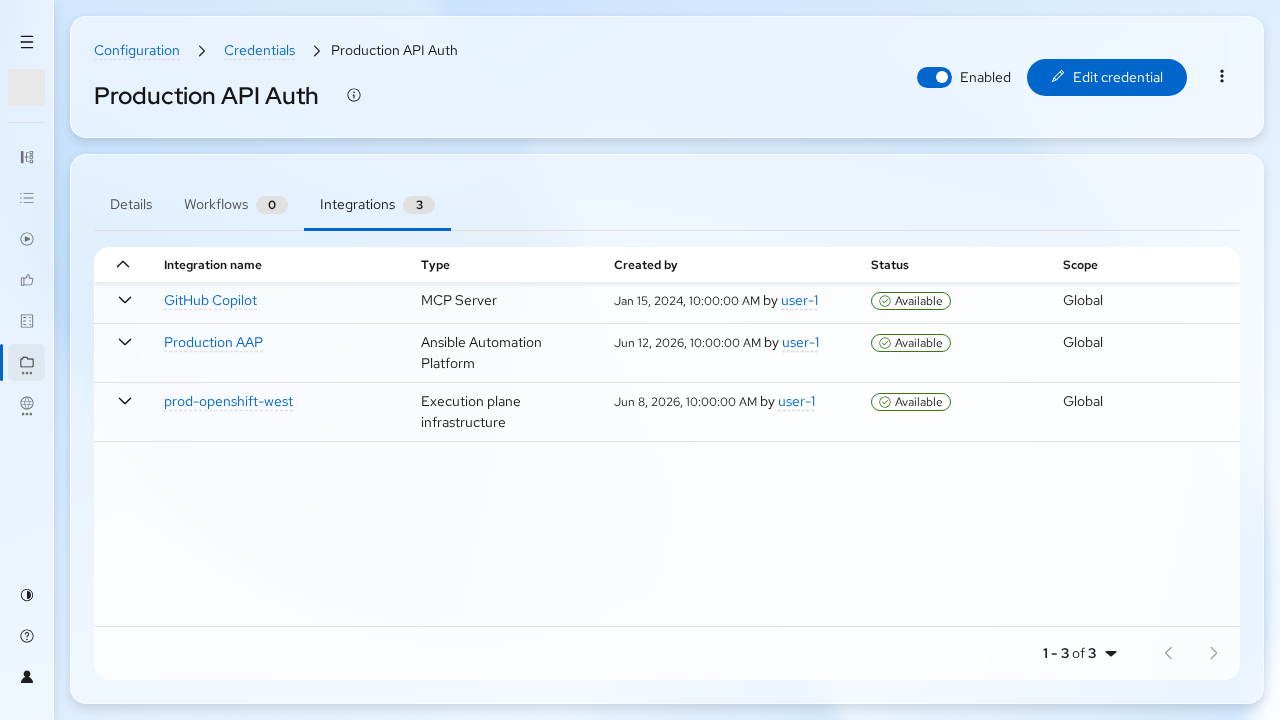 Configuration Credentials Production API Auth
Production API Auth
Enabled
Edit credential
Details Workflows 0 Integrations 3
Integration name Type Created by Status Scope
GitHub Copilot MCP Server Jan 15, 2024, 10:00:00 AM by user-1 Available Global
Production AAP Ansible Automation Jun 12, 2026, 10:00:00 AM by user-1 Available Global
Platform
prod-openshift-west Execution plane Jun 8, 2026, 10:00:00 AM by user-1 Available Global
infrastructure
1 - 3 of 3